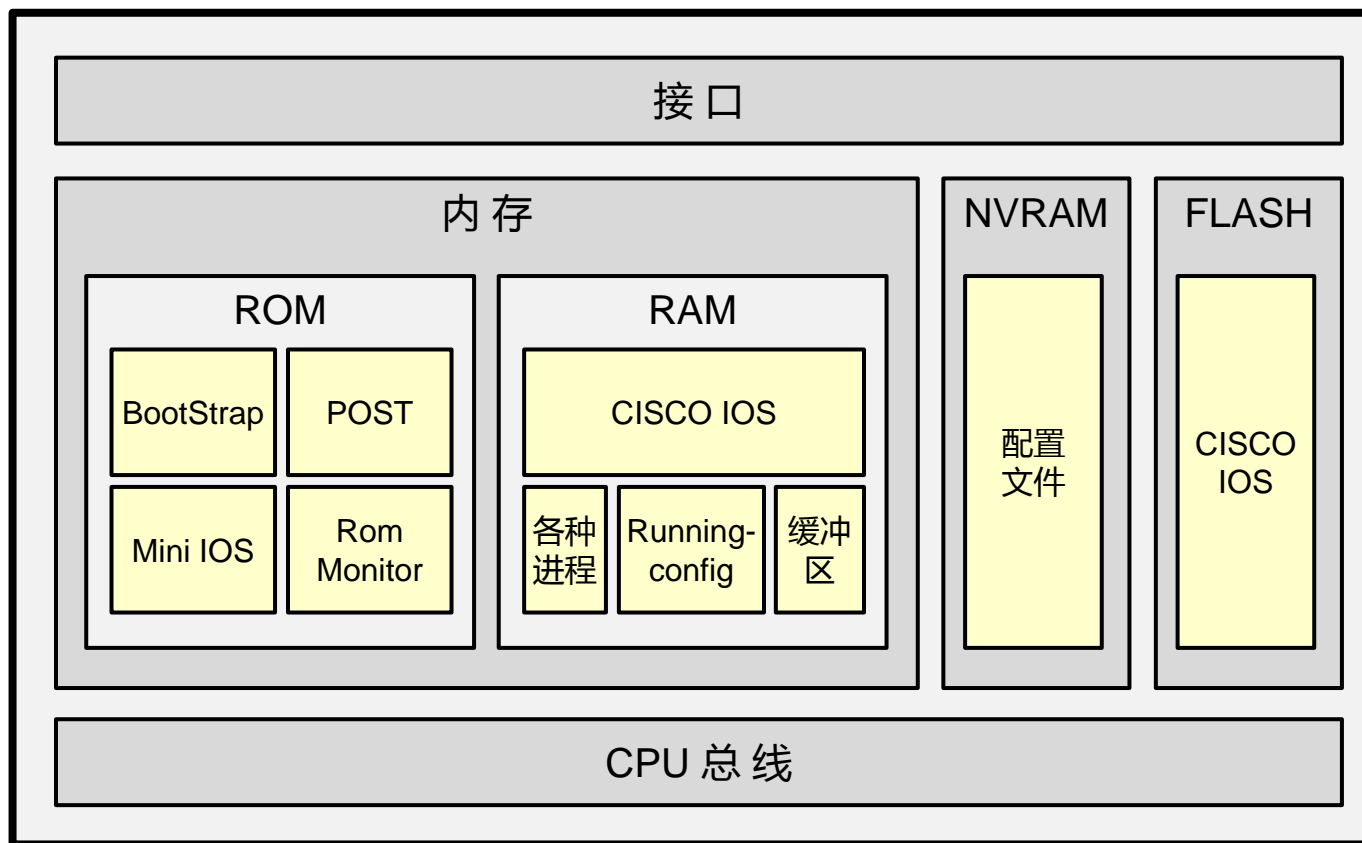 接 口
内 存
NVRAM
FLASH
ROM
RAM
BootStrap
POST
CISCO IOS
Mini IOS
Rom
Monitor
各种
进程
Running-
config
缓冲
区
配置
文件
CISCO
IOS
CPU 总 线